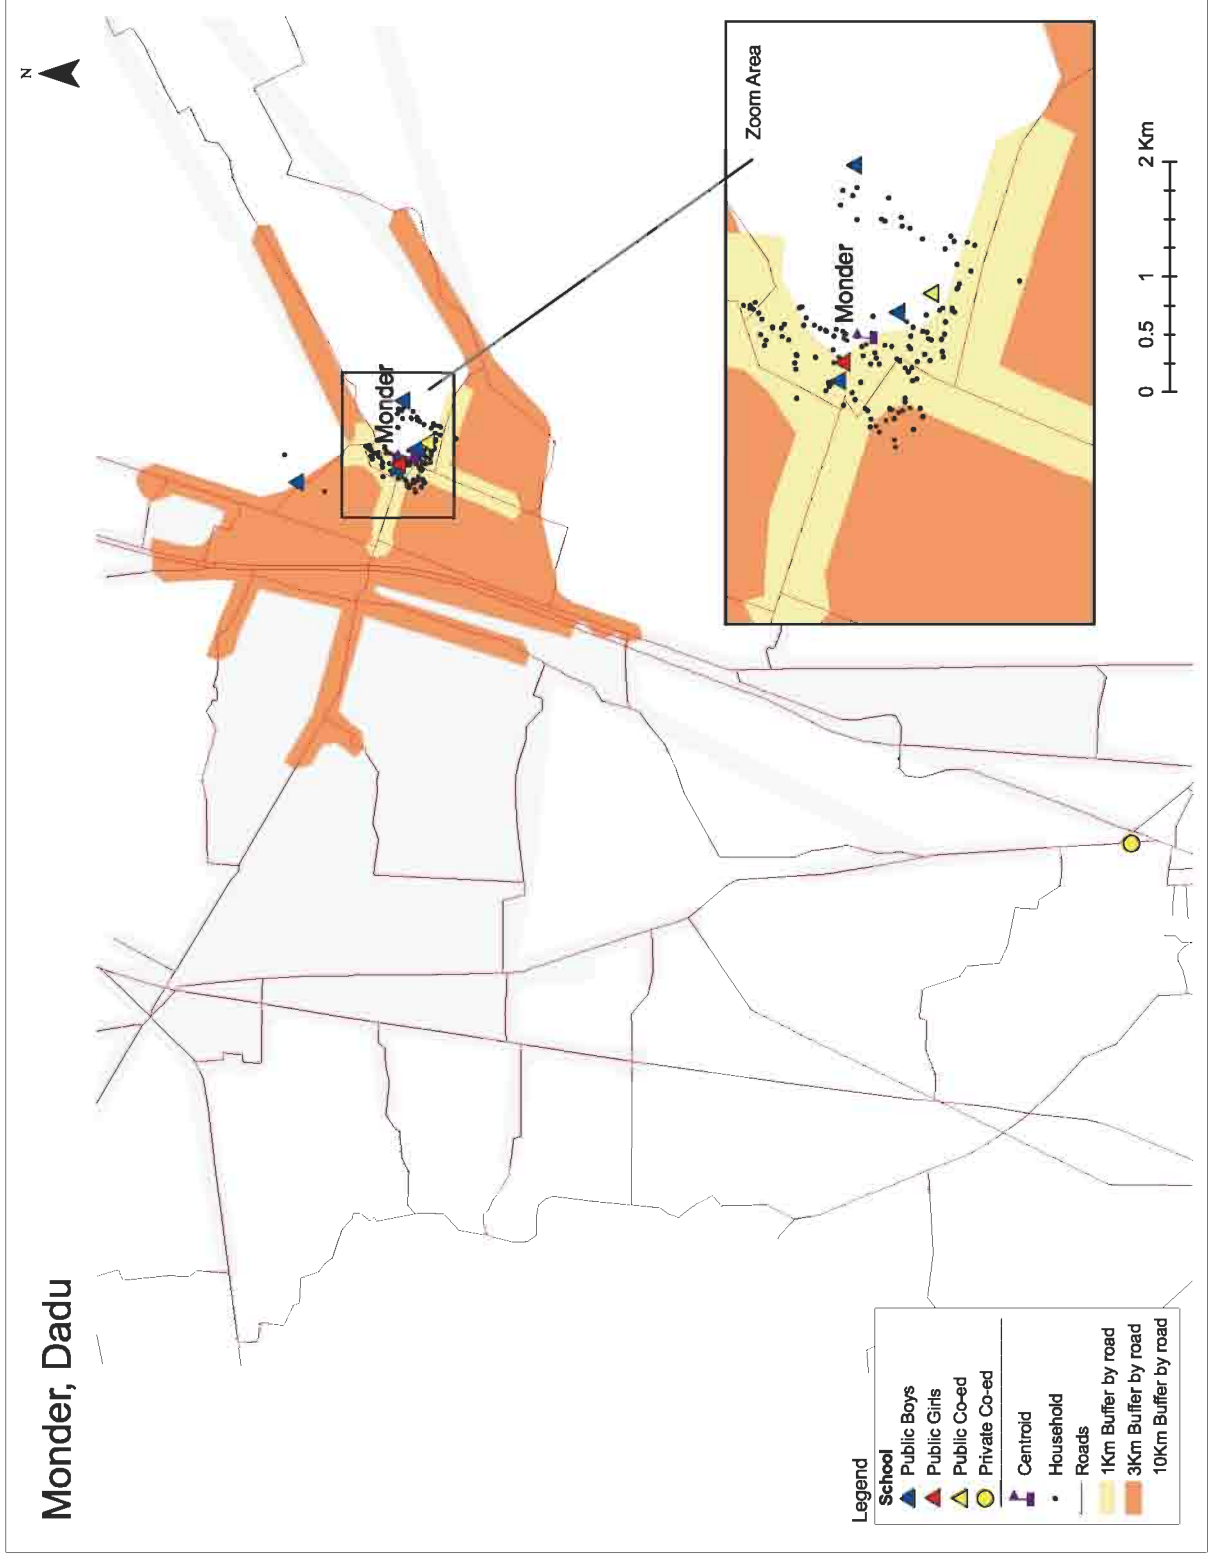 Monder, Dadu
N
Monder
Zoom Area
Monder
0 0.5 1 2 Km
Legend
School
Public Boys
Public Girls
Public Co-ed
Private Co-ed
Centroid
Household
Roads
1Km Buffer by road
3Km Buffer by road
10Km Buffer by road